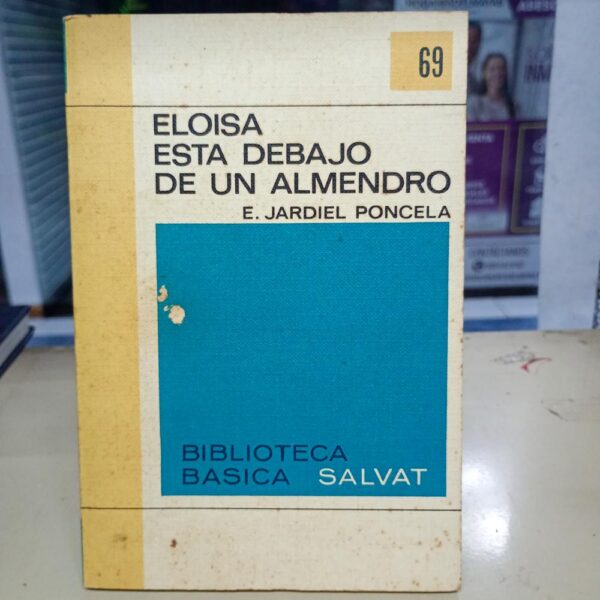 69
ELOISA
ESTA DEBAJO
DE UN ALMENDRO
E. JARDIEL PONCELA
BIBLIOTECA
BASICA SALVAT